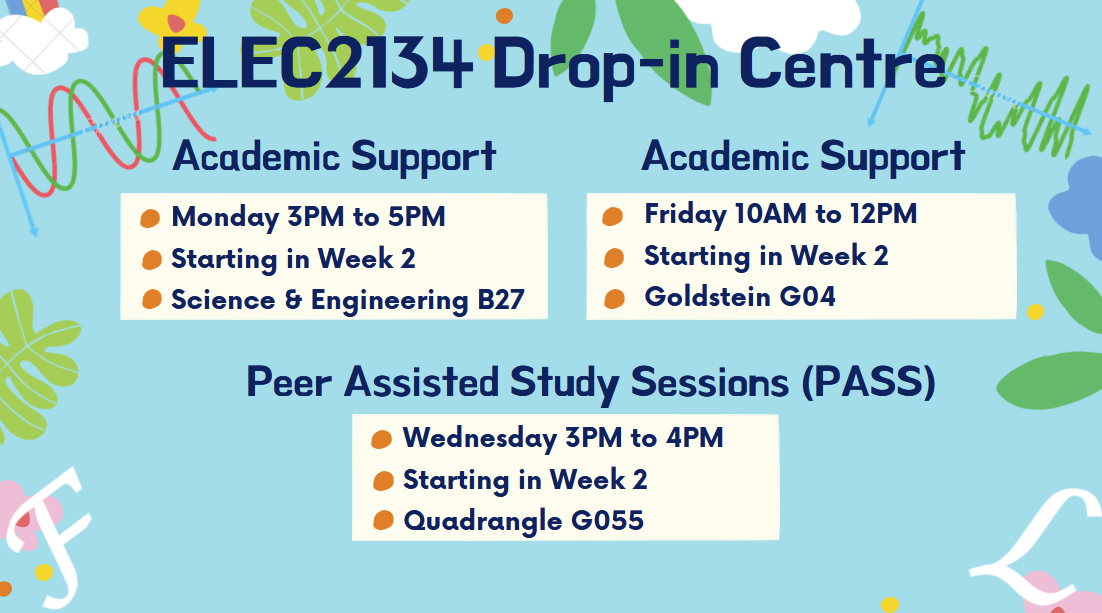 ELEC2134 Drop-in Centre
Academic Support
Monday 3PM to 5PM
Starting in Week 2
Science & Engineering B27
Academic Support
Friday 10AM to 12PM
Starting in Week 2
Goldstein G04
Peer Assisted Study Sessions (PASS)
Wednesday 3PM to 4PM
Starting in Week 2
Quadrangle G055
ℱ
ℒ